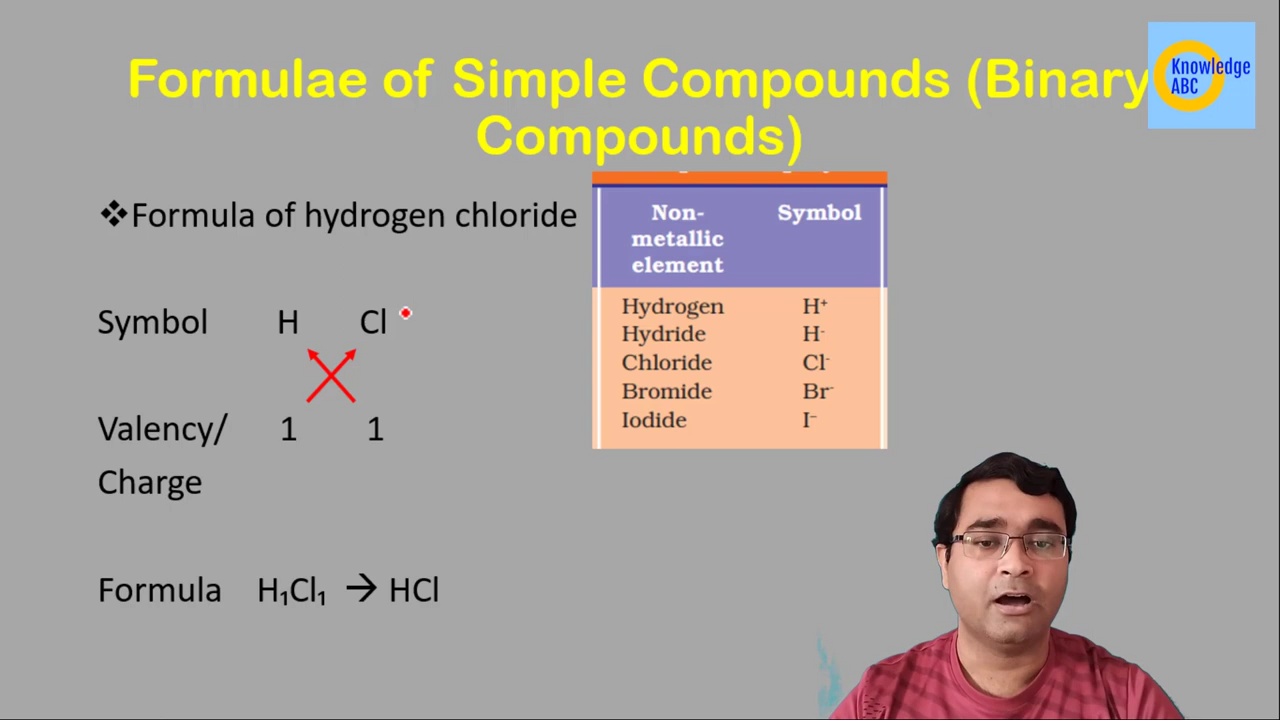 Formulae of Simple Compounds (Binary
Compounds)
Knowledge
ABC
❖Formula of hydrogen chloride
Symbol H Cl
Valency/ 1 1
Charge
Formula H₁Cl₁ → HCl
Non-
metallic
element
Symbol
Hydrogen H⁺
Hydride H⁻
Chloride Cl⁻
Bromide Br⁻
Iodide I⁻